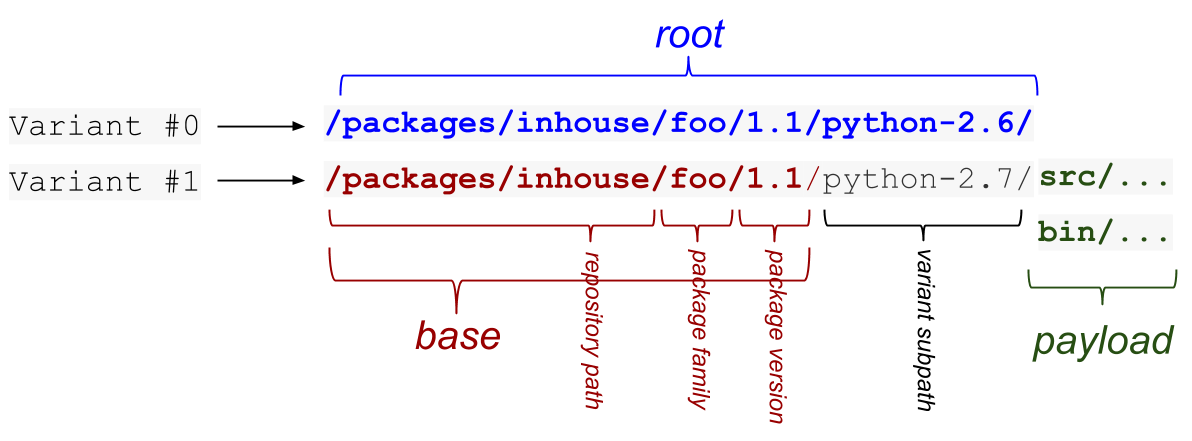 root
Variant #0 /packages/inhouse/foo/1.1/python-2.6/
Variant #1 /packages/inhouse/foo/1.1/python-2.7/ src/...
bin/...
repository path
package family
package version
variant subpath
base
payload